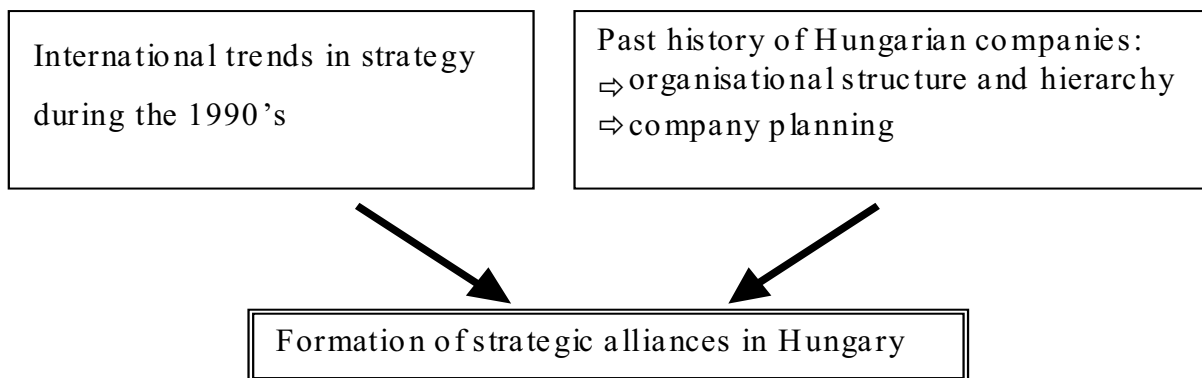 International trends in strategy
during the 1990's
Past history of Hungarian companies:
⇨ organisational structure and hierarchy
⇨ company planning
Formation of strategic alliances in Hungary